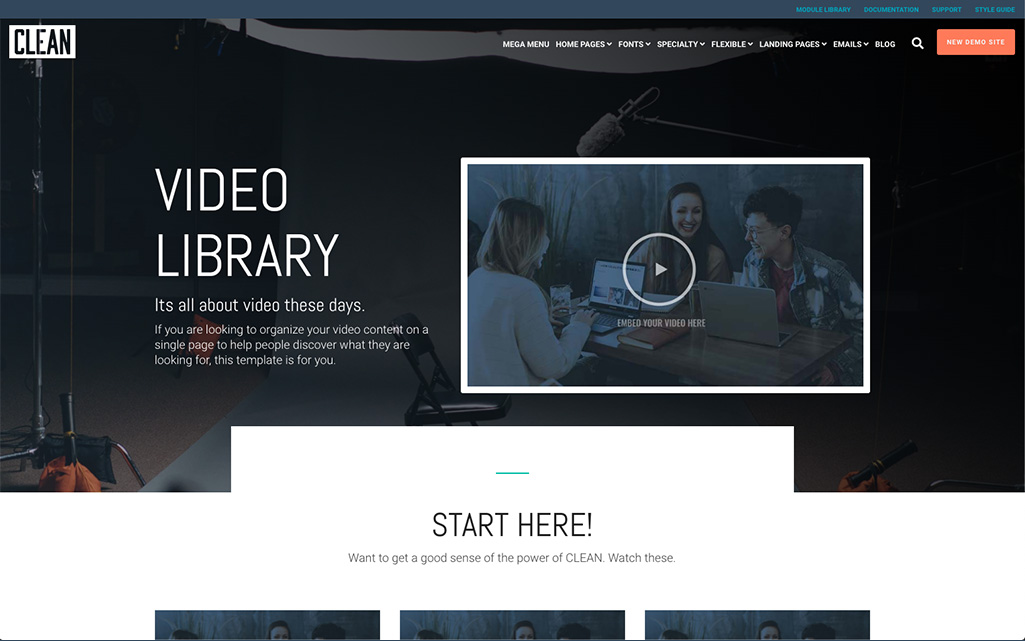 MODULE LIBRARY DOCUMENTATION SUPPORT STYLE GUIDE
CLEAN
MEGA MENU HOME PAGES FONTS SPECIALTY FLEXIBLE LANDING PAGES EMAILS BLOG
NEW DEMO SITE
VIDEO
LIBRARY
Its all about video these days.
If you are looking to organize your video content on a
single page to help people discover what they are
looking for, this template is for you.
EMBED YOUR VIDEO HERE
START HERE!
Want to get a good sense of the power of CLEAN. Watch these.